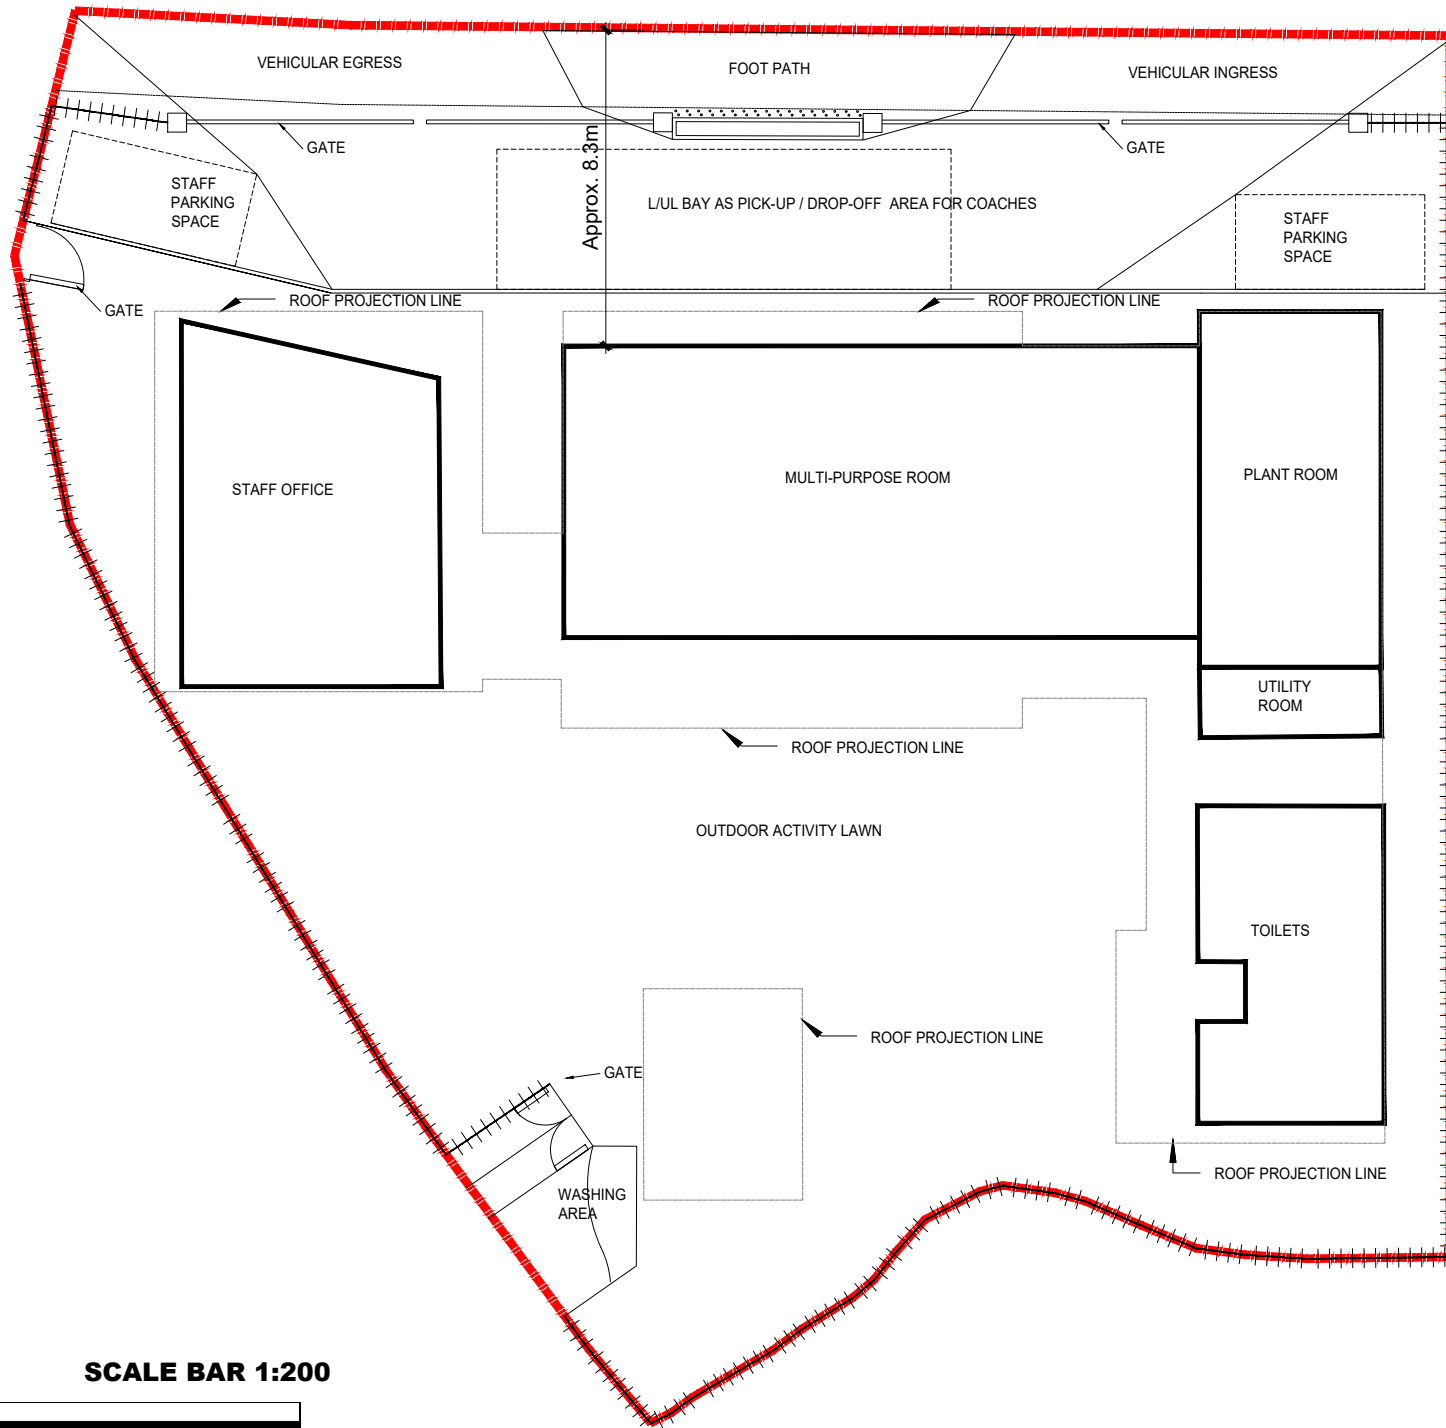 VEHICULAR EGRESS
FOOT PATH
VEHICULAR INGRESS
GATE
GATE
Approx. 8.3m
STAFF
PARKING
SPACE
L/UL BAY AS PICK-UP / DROP-OFF AREA FOR COACHES
STAFF
PARKING
SPACE
GATE
ROOF PROJECTION LINE
ROOF PROJECTION LINE
STAFF OFFICE
MULTI-PURPOSE ROOM
PLANT ROOM
UTILITY
ROOM
ROOF PROJECTION LINE
OUTDOOR ACTIVITY LAWN
TOILETS
ROOF PROJECTION LINE
GATE
ROOF PROJECTION LINE
WASHING
AREA
SCALE BAR 1:200